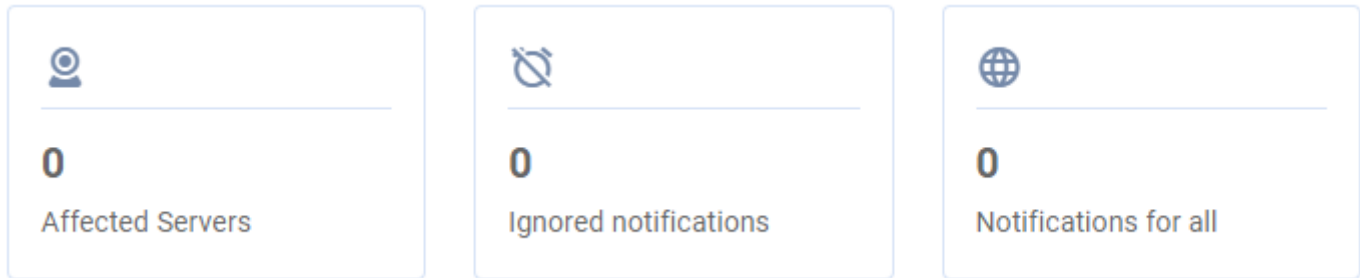 0
Affected Servers
0
Ignored notifications
0
Notifications for all